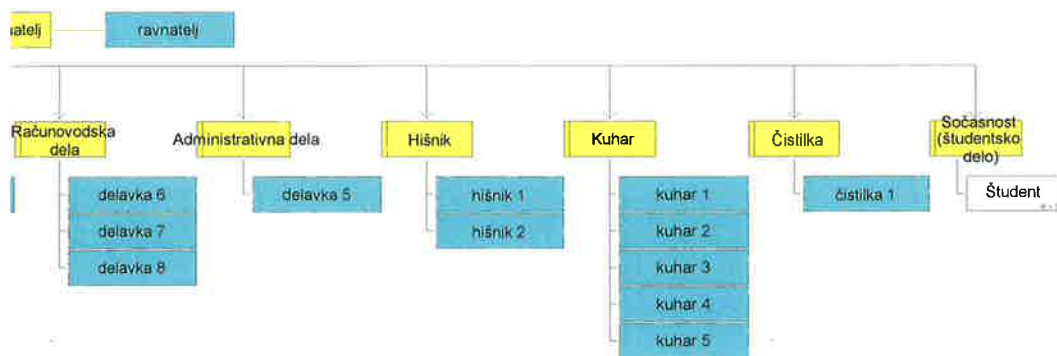 ravnatelj
Računovodska
dela
Administrativna dela
Hišnik
Kuhar
Čistilka
Sočasnost
(študentsko
delo)
delavka 6
delavka 7
delavka 8
delavka 5
hišnik 1
hišnik 2
kuhar 1
kuhar 2
kuhar 3
kuhar 4
kuhar 5
čistilka 1
Študent